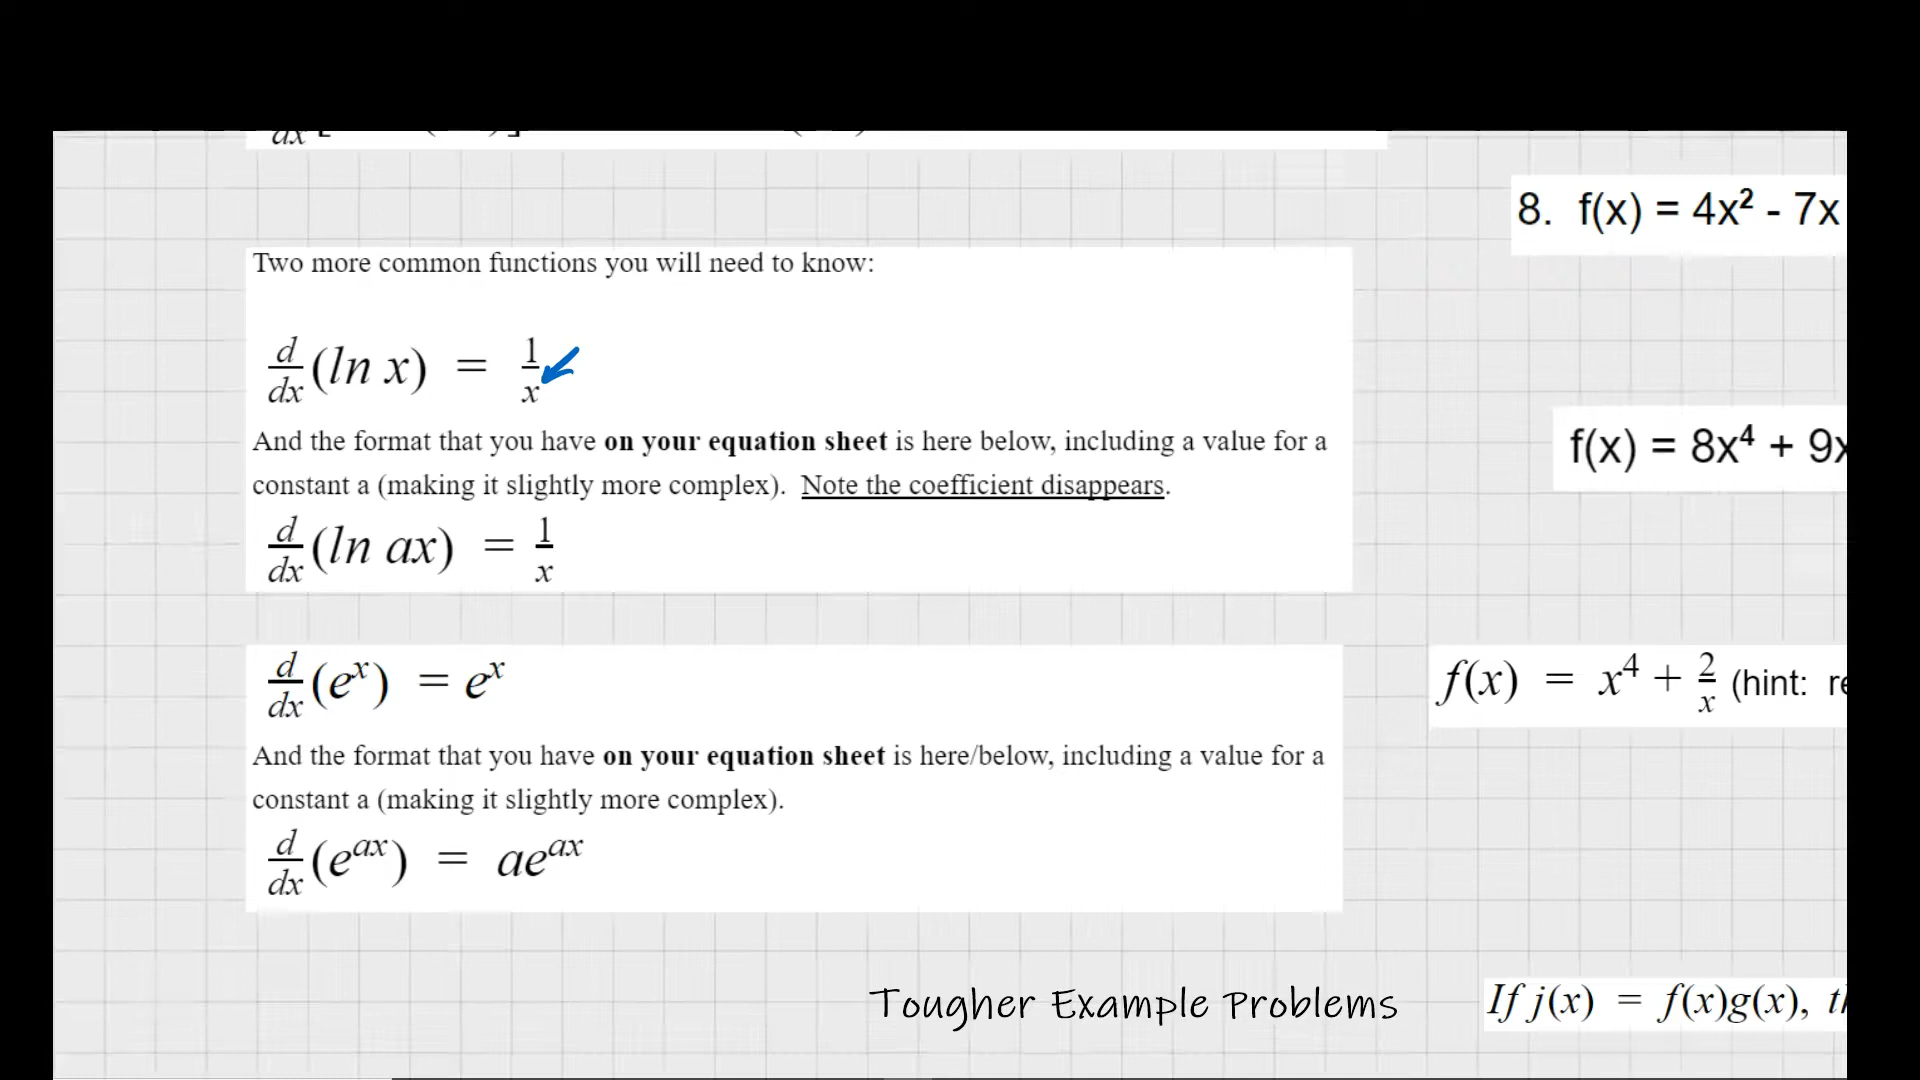 Two more common functions you will need to know:
d/dx (ln x) = 1/x
And the format that you have on your equation sheet is here below, including a value for a
constant a (making it slightly more complex). Note the coefficient disappears.
d/dx (ln ax) = 1/x
d/dx (eˣ) = eˣ
And the format that you have on your equation sheet is here/below, including a value for a
constant a (making it slightly more complex).
d/dx (eᵃˣ) = aeᵃˣ
Tougher Example Problems
8. f(x) = 4x² - 7x
f(x) = 8x⁴ + 9x
f(x) = x⁴ + 2/x (hint: re
If j(x) = f(x)g(x),